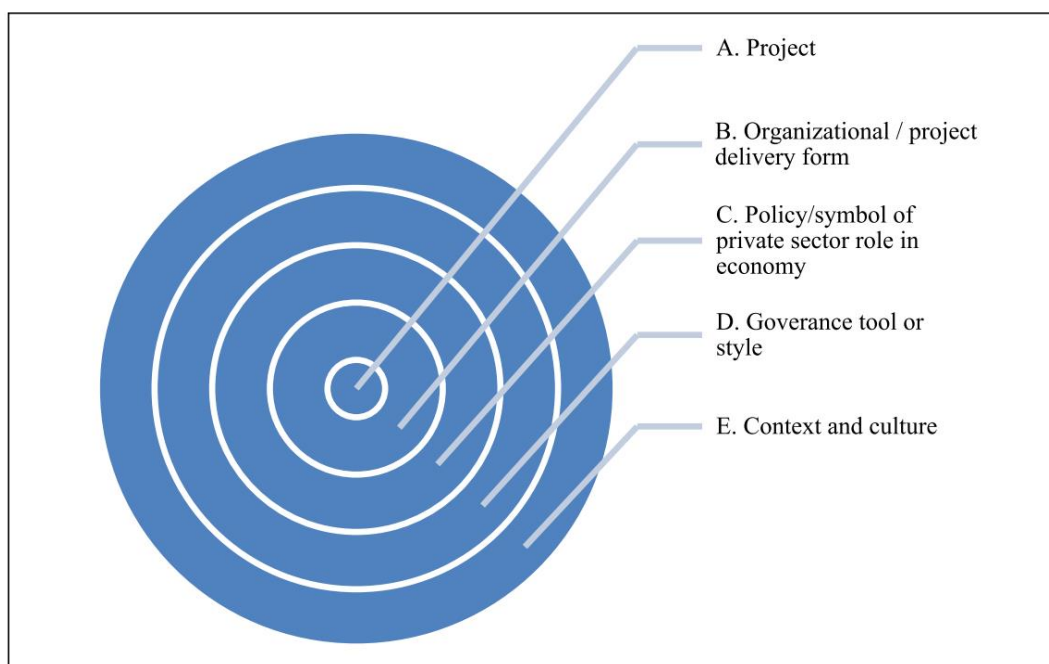 A. Project
B. Organizational / project
delivery form
C. Policy/symbol of
private sector role in
economy
D. Goverance tool or
style
E. Context and culture